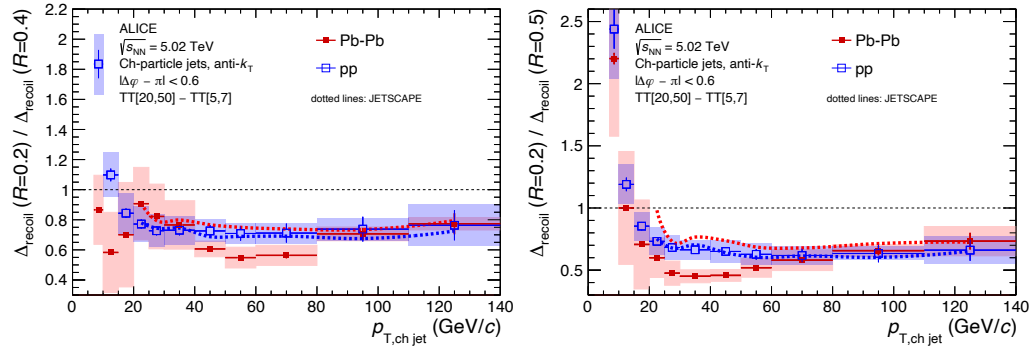 Δrecoil (R=0.2) / Δrecoil (R=0.4)
2.2
2
1.8
1.6
1.4
1.2
1
0.8
0.6
0.4
ALICE
√sNN = 5.02 TeV
Ch-particle jets, anti-kT
|Δφ − π| < 0.6
TT[20,50] − TT[5,7]
Pb-Pb
pp
dotted lines: JETSCAPE
0 20 40 60 80 100 120 140
pT,ch jet (GeV/c)
Δrecoil (R=0.2) / Δrecoil (R=0.5)
2.5
2
1.5
1
0.5
ALICE
√sNN = 5.02 TeV
Ch-particle jets, anti-kT
|Δφ − π| < 0.6
TT[20,50] − TT[5,7]
Pb-Pb
pp
dotted lines: JETSCAPE
0 20 40 60 80 100 120 140
pT,ch jet (GeV/c)